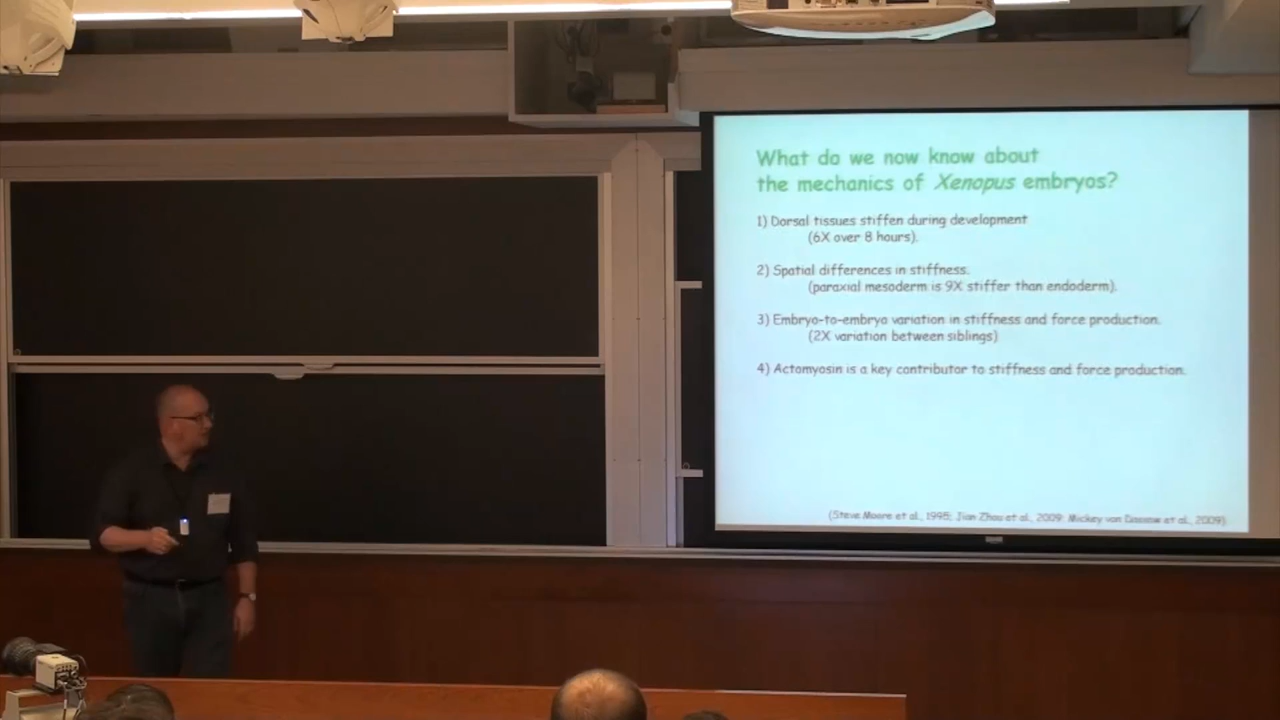 What do we now know about
the mechanics of Xenopus embryos?
1) Dorsal tissues stiffen during development
(6X over 8 hours).
2) Spatial differences in stiffness.
(paraxial mesoderm is 9X stiffer than endoderm).
3) Embryo-to-embryo variation in stiffness and force production.
(2X variation between siblings)
4) Actomyosin is a key contributor to stiffness and force production.
(Steve Moore et al., 1995; Jian Zhou et al., 2009; Mickey von Dassow et al., 2009)